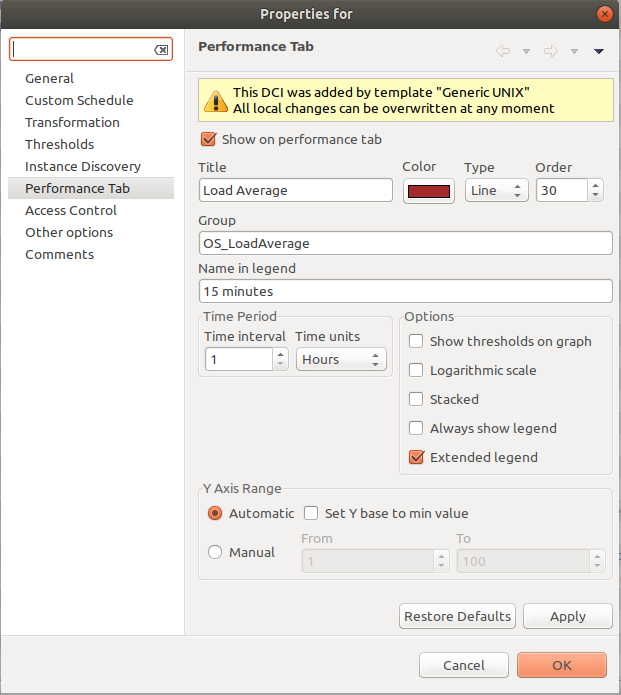 Properties for
Performance Tab
General
Custom Schedule
Transformation
Thresholds
Instance Discovery
Performance Tab
Access Control
Other options
Comments
This DCI was added by template "Generic UNIX"
All local changes can be overwritten at any moment
Show on performance tab
Title Color Type Order
Load Average Line 30
Group
OS_LoadAverage
Name in legend
15 minutes
Time Period
Time interval Time units
1 Hours
Options
Show thresholds on graph
Logarithmic scale
Stacked
Always show legend
Extended legend
Y Axis Range
Automatic Set Y base to min value
Manual
From To
1 100
Restore Defaults Apply
Cancel OK